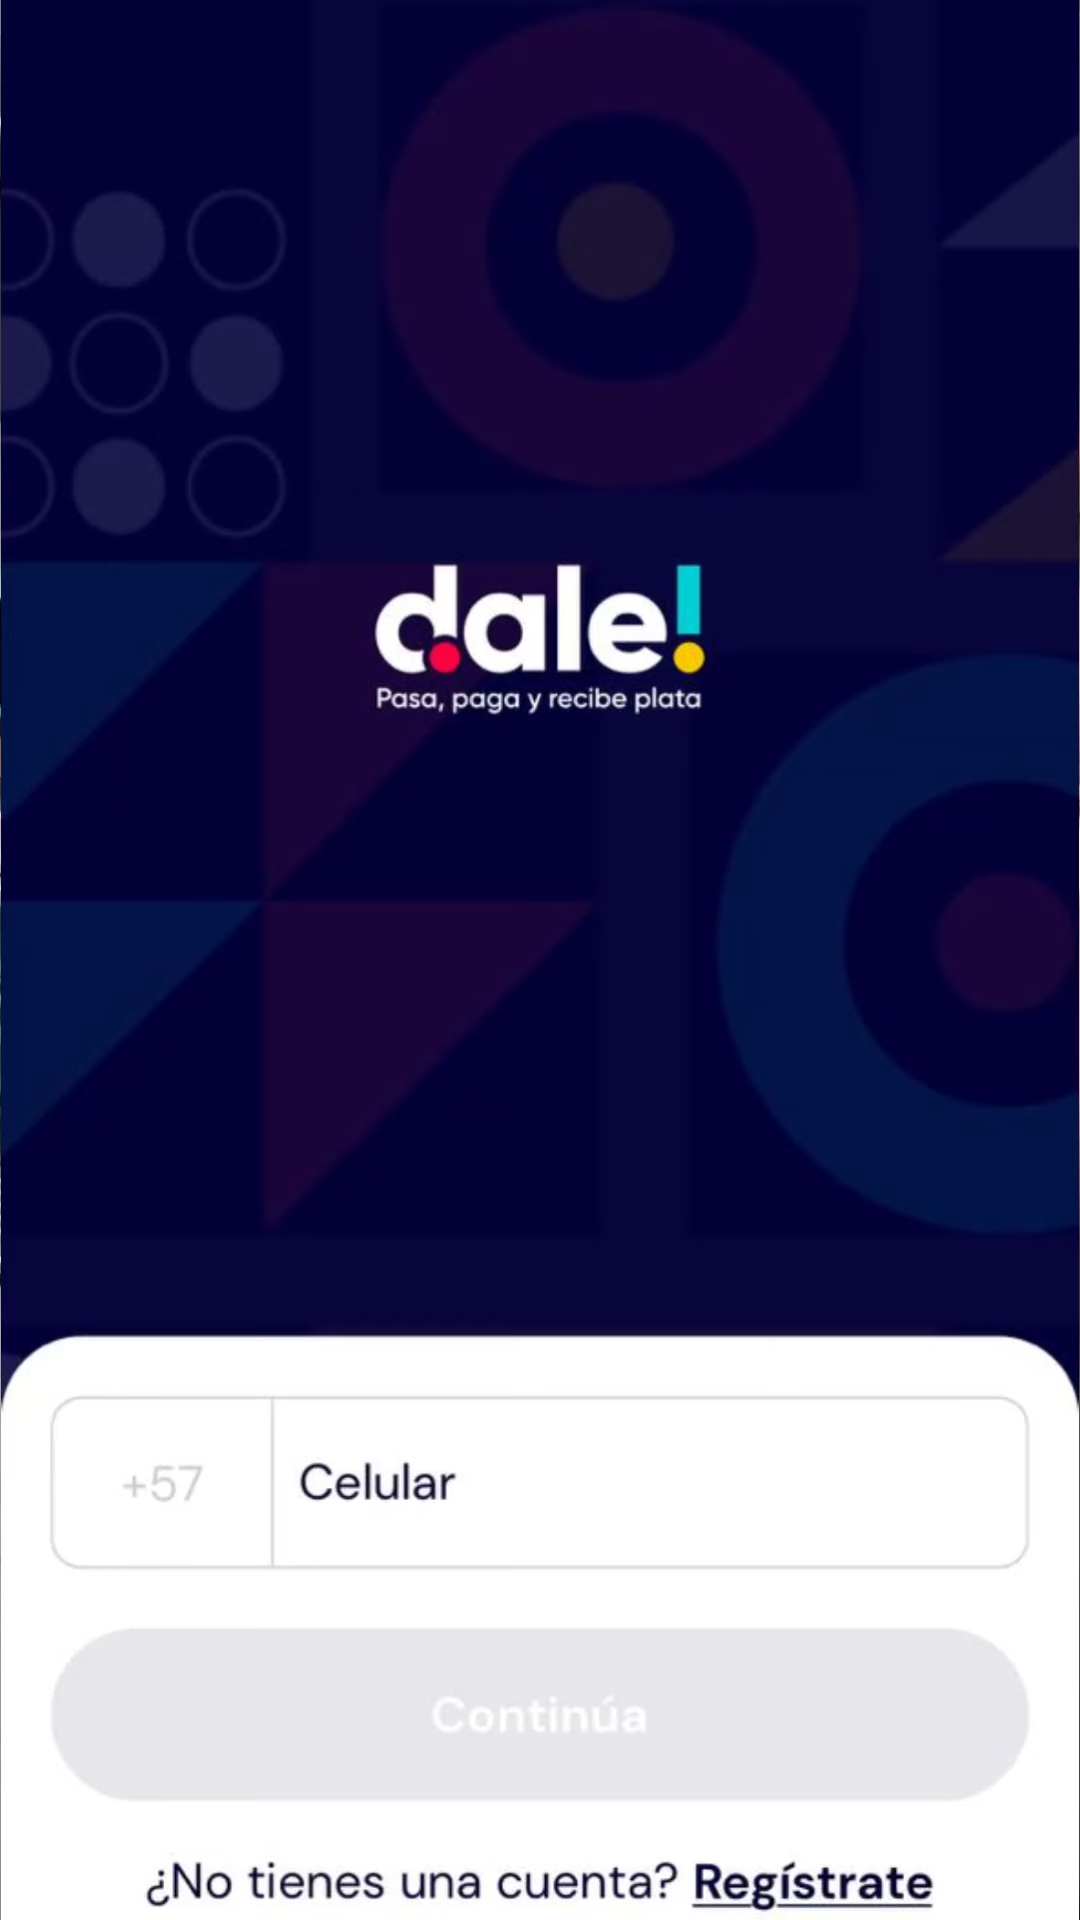 dale!
Pasa, paga y recibe plata
+57 Celular
Continúa
¿No tienes una cuenta? Regístrate